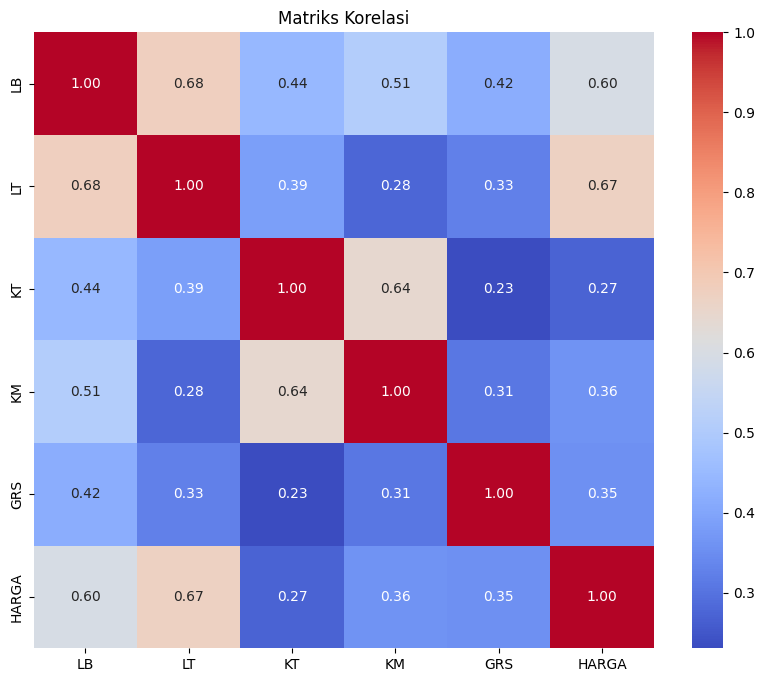 Matriks Korelasi
LB 1.00 0.68 0.44 0.51 0.42 0.60
LT 0.68 1.00 0.39 0.28 0.33 0.67
KT 0.44 0.39 1.00 0.64 0.23 0.27
KM 0.51 0.28 0.64 1.00 0.31 0.36
GRS 0.42 0.33 0.23 0.31 1.00 0.35
HARGA 0.60 0.67 0.27 0.36 0.35 1.00
LB LT KT KM GRS HARGA
1.0
0.9
0.8
0.7
0.6
0.5
0.4
0.3